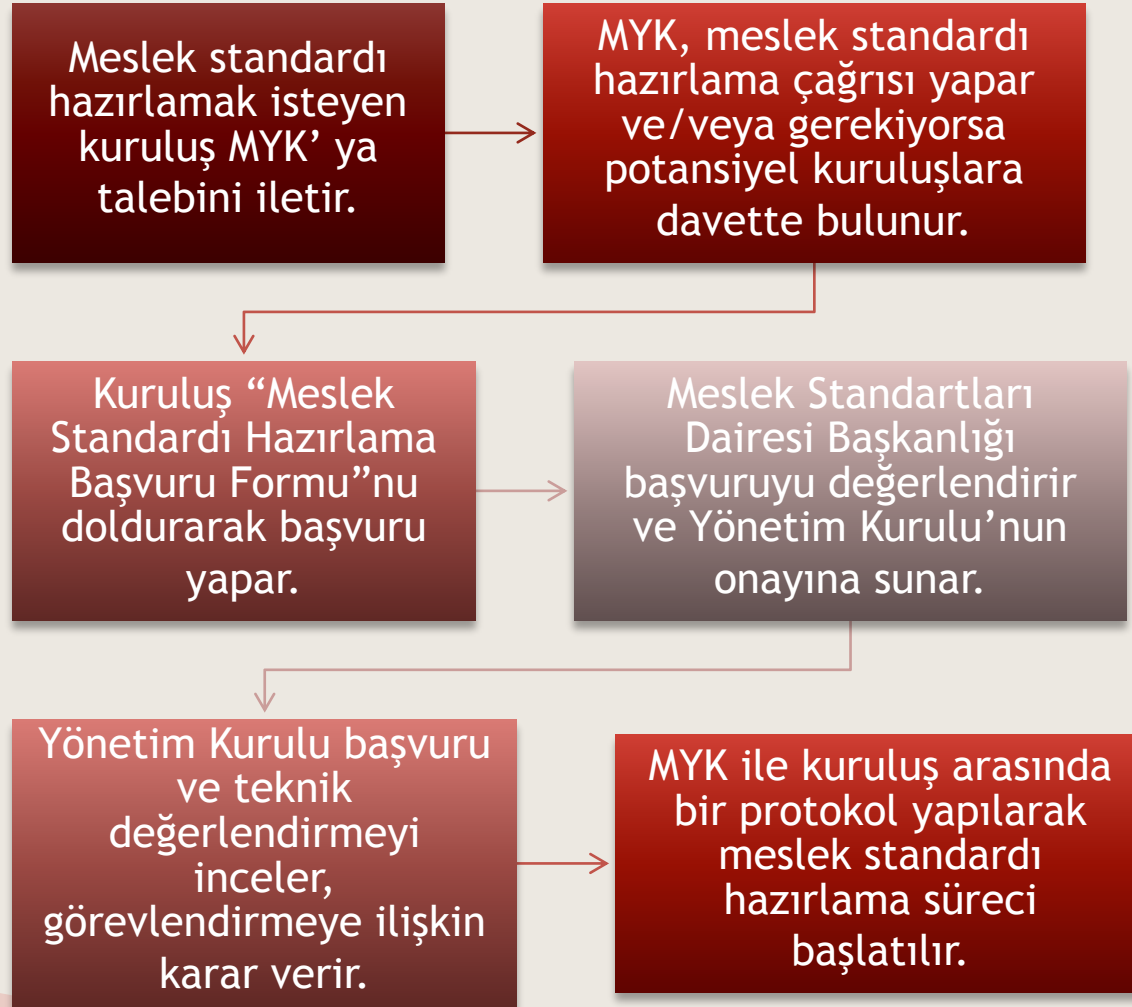 Meslek standardı
hazırlamak isteyen
kuruluş MYK’ ya
talebini iletir.
MYK, meslek standardı
hazırlama çağrısı yapar
ve/veya gerekiyorsa
potansiyel kuruluşlara
davette bulunur.
Kuruluş “Meslek
Standardı Hazırlama
Başvuru Formu”nu
doldurarak başvuru
yapar.
Meslek Standartları
Dairesi Başkanlığı
başvuruyu değerlendirir
ve Yönetim Kurulu’nun
onayına sunar.
Yönetim Kurulu başvuru
ve teknik
değerlendirmeyi
inceler,
görevlendirmeye ilişkin
karar verir.
MYK ile kuruluş arasında
bir protokol yapılarak
meslek standardı
hazırlama süreci
başlatılır.